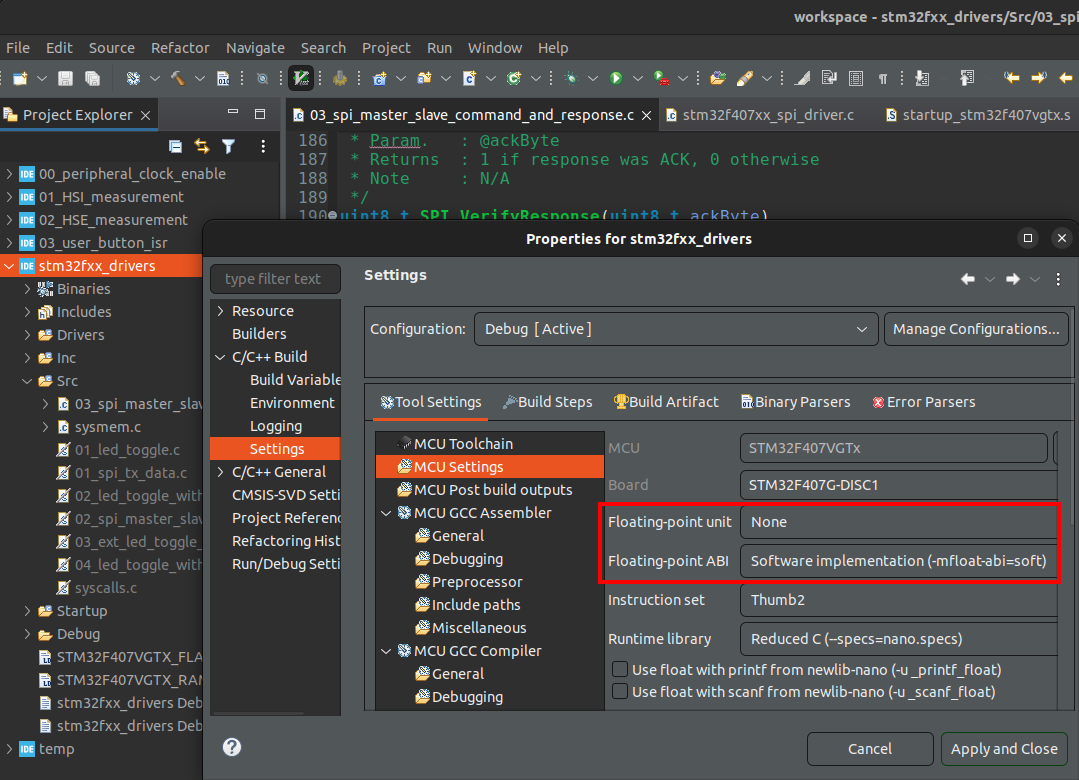 workspace - stm32fxx_drivers/Src/03_spi
File Edit Source Refactor Navigate Search Project Run Window Help
Project Explorer
03_spi_master_slave_command_and_response.c
stm32f407xx_spi_driver.c
startup_stm32f407vgtx.s
186 * Param. : @ackByte
187 * Returns : 1 if response was ACK, 0 otherwise
188 * Note : N/A
189 */
190 uint8_t SPI_VerifyResponse(uint8_t ackByte)
00_peripheral_clock_enable
01_HSI_measurement
02_HSE_measurement
03_user_button_isr
stm32fxx_drivers
Binaries
Includes
Drivers
Inc
Src
03_spi_master_slav
sysmem.c
01_led_toggle.c
01_spi_tx_data.c
02_led_toggle_with
02_spi_master_slav
03_ext_led_toggle_
04_led_toggle_with
syscalls.c
Startup
Debug
STM32F407VGTX_FLA
STM32F407VGTX_RAM
stm32fxx_drivers Deb
stm32fxx_drivers Deb
temp
Properties for stm32fxx_drivers
type filter text
Resource
Builders
C/C++ Build
Build Variable
Environment
Logging
Settings
C/C++ General
CMSIS-SVD Setti
Project Referenc
Refactoring Hist
Run/Debug Setti
Settings
Configuration: Debug [ Active ]
Manage Configurations...
Tool Settings Build Steps Build Artifact Binary Parsers Error Parsers
MCU Toolchain
MCU Settings
MCU Post build outputs
MCU GCC Assembler
General
Debugging
Preprocessor
Include paths
Miscellaneous
MCU GCC Compiler
General
Debugging
MCU STM32F407VGTx
Board STM32F407G-DISC1
Floating-point unit None
Floating-point ABI Software implementation (-mfloat-abi=soft)
Instruction set Thumb2
Runtime library Reduced C (--specs=nano.specs)
Use float with printf from newlib-nano (-u _printf_float)
Use float with scanf from newlib-nano (-u _scanf_float)
Cancel
Apply and Close